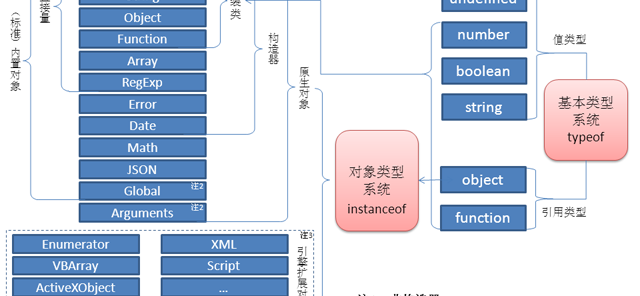 undefined
Object
Function
Array
RegExp
Error
Date
Math
JSON
Global
注2
Arguments
注2
（标准）内置对象
接量
类
构造器
原生对象
number
boolean
string
值类型
基本类型
系统
typeof
对象类型
系统
instanceof
object
function
引用类型
Enumerator
XML
VBArray
Script
ActiveXObject
...
引擎扩展对